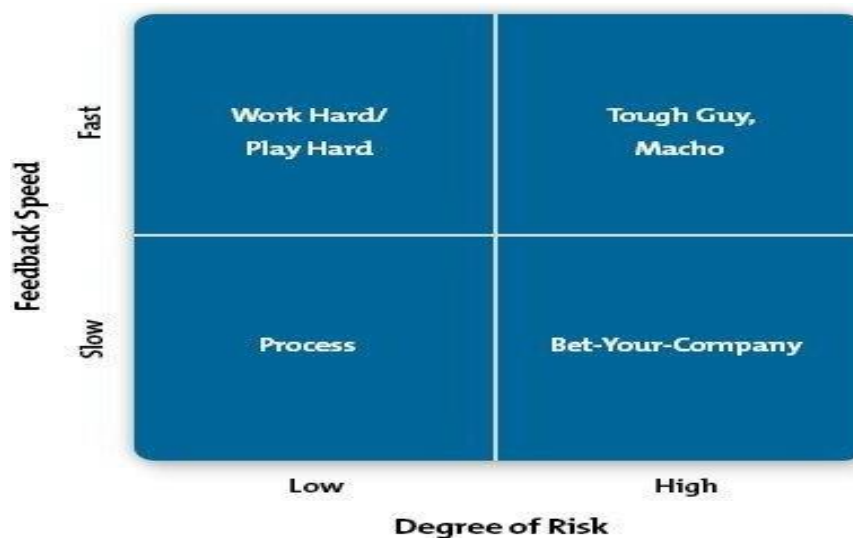 Feedback Speed
Fast
Work Hard/
Play Hard
Tough Guy,
Macho
Slow
Process
Bet-Your-Company
Low
High
Degree of Risk